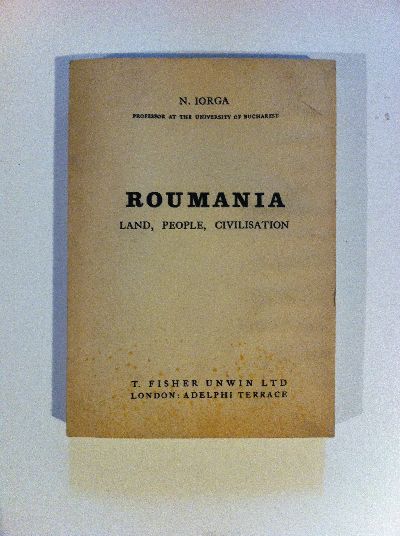 N. IORGA
PROFESSOR AT THE UNIVERSITY OF BUCHAREST
ROUMANIA
LAND, PEOPLE, CIVILISATION
T. FISHER UNWIN LTD
LONDON: ADELPHI TERRACE